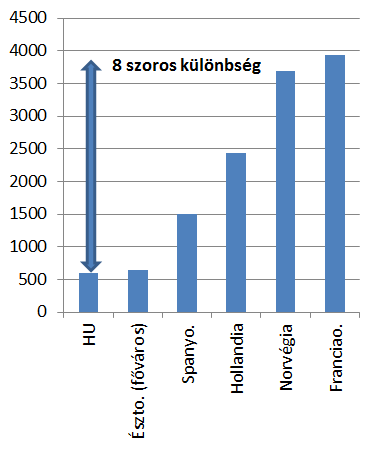 4500
4000
8 szoros különbség
3500
3000
2500
2000
1500
1000
500
0
HU
Észto. (főváros)
Spanyo.
Hollandia
Norvégia
Franciao.